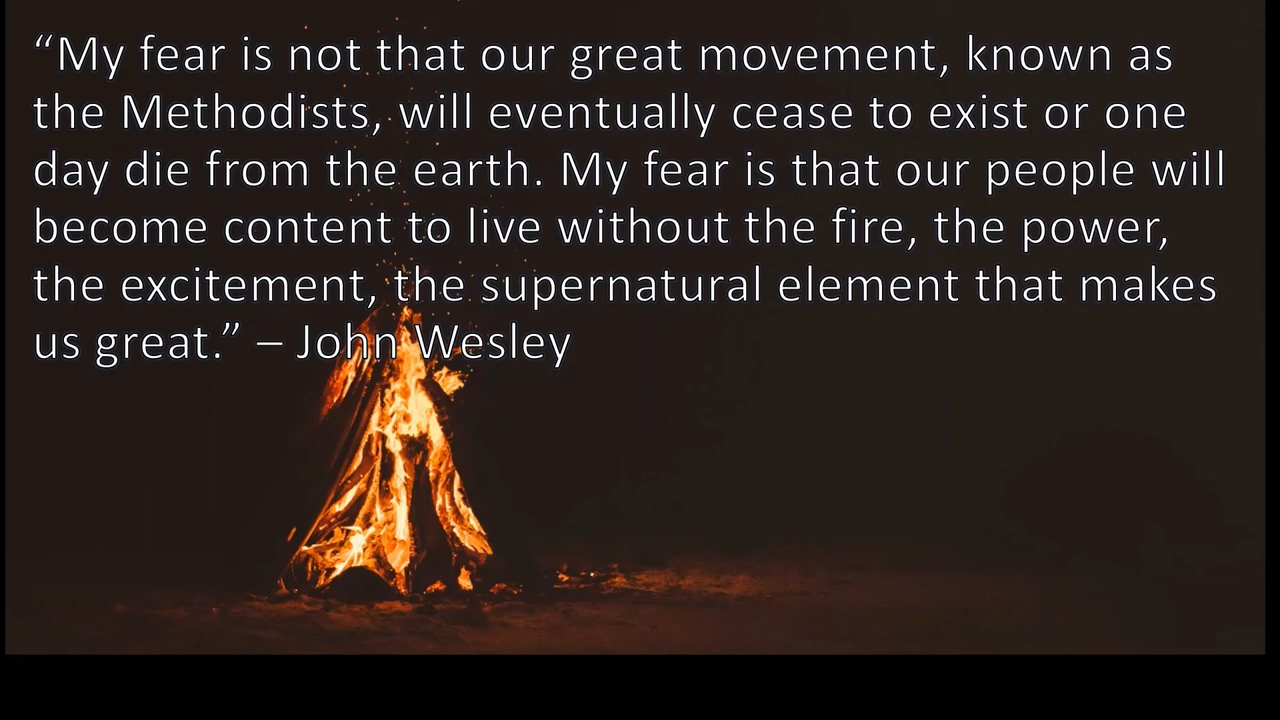 “My fear is not that our great movement, known as
the Methodists, will eventually cease to exist or one
day die from the earth. My fear is that our people will
become content to live without the fire, the power,
the excitement, the supernatural element that makes
us great.” – John Wesley